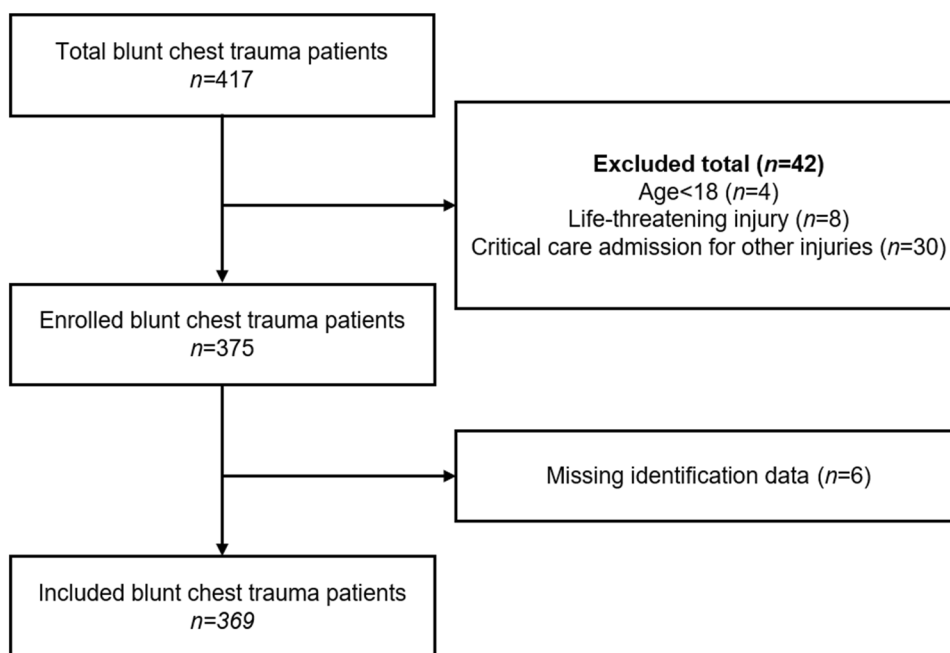 Total blunt chest trauma patients
n=417
Excluded total (n=42)
Age<18 (n=4)
Life-threatening injury (n=8)
Critical care admission for other injuries (n=30)
Enrolled blunt chest trauma patients
n=375
Missing identification data (n=6)
Included blunt chest trauma patients
n=369